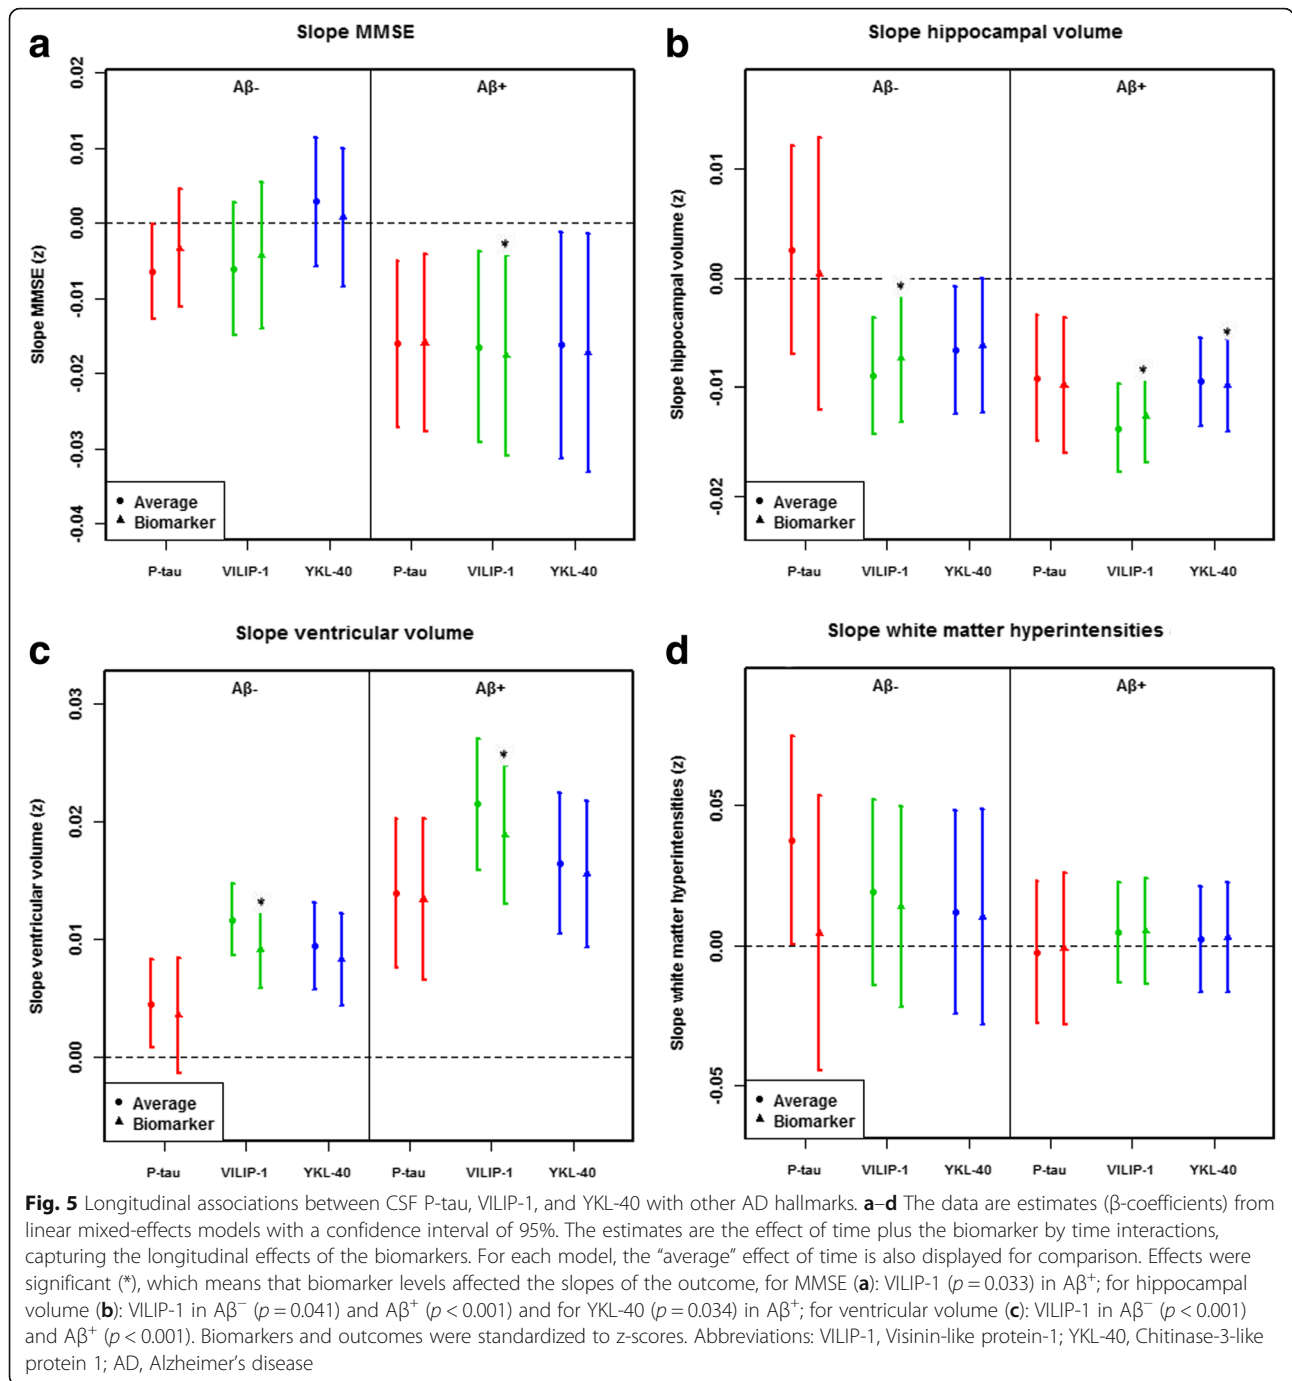 a
Slope MMSE
Aβ-
Aβ+
Slope MMSE (z)
0.02
0.01
0.00
-0.01
-0.02
-0.03
-0.04
*
● Average
▲ Biomarker
P-tau VILIP-1 YKL-40 P-tau VILIP-1 YKL-40
b
Slope hippocampal volume
Aβ-
Aβ+
Slope hippocampal volume (z)
0.01
0.00
-0.01
-0.02
* * *
● Average
▲ Biomarker
P-tau VILIP-1 YKL-40 P-tau VILIP-1 YKL-40
c
Slope ventricular volume
Aβ-
Aβ+
Slope ventricular volume (z)
0.03
0.02
0.01
0.00
* *
● Average
▲ Biomarker
P-tau VILIP-1 YKL-40 P-tau VILIP-1 YKL-40
d
Slope white matter hyperintensities
Aβ-
Aβ+
Slope white matter hyperintensities (z)
0.05
0.00
-0.05
● Average
▲ Biomarker
P-tau VILIP-1 YKL-40 P-tau VILIP-1 YKL-40
Fig. 5 Longitudinal associations between CSF P-tau, VILIP-1, and YKL-40 with other AD hallmarks. a–d The data are estimates (β-coefficients) from
linear mixed-effects models with a confidence interval of 95%. The estimates are the effect of time plus the biomarker by time interactions,
capturing the longitudinal effects of the biomarkers. For each model, the “average” effect of time is also displayed for comparison. Effects were
significant (*), which means that biomarker levels affected the slopes of the outcome, for MMSE (a): VILIP-1 (p = 0.033) in Aβ⁺; for hippocampal
volume (b): VILIP-1 in Aβ⁻ (p = 0.041) and Aβ⁺ (p < 0.001) and for YKL-40 (p = 0.034) in Aβ⁺; for ventricular volume (c): VILIP-1 in Aβ⁻ (p < 0.001)
and Aβ⁺ (p < 0.001). Biomarkers and outcomes were standardized to z-scores. Abbreviations: VILIP-1, Visinin-like protein-1; YKL-40, Chitinase-3-like
protein 1; AD, Alzheimer’s disease